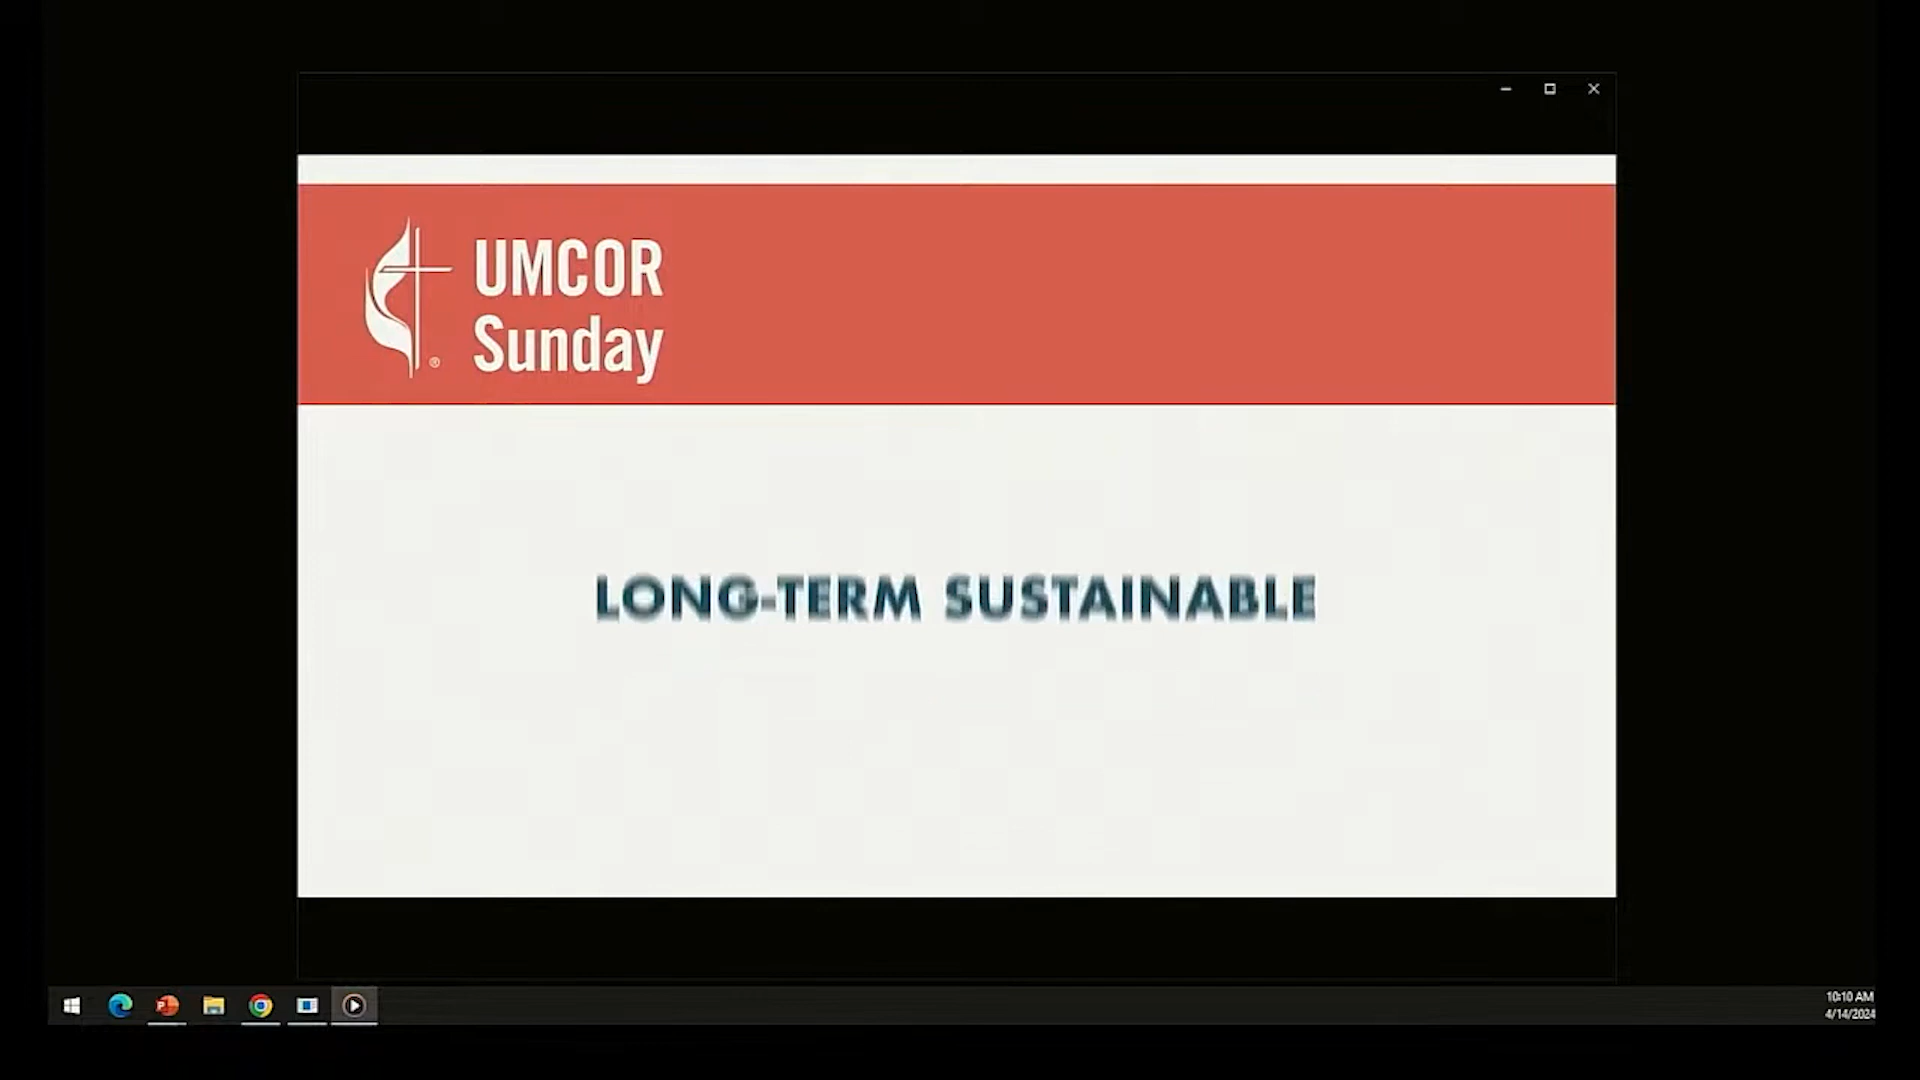 UMCOR
Sunday
®
LONG-TERM SUSTAINABLE
10:10 AM
4/14/2024